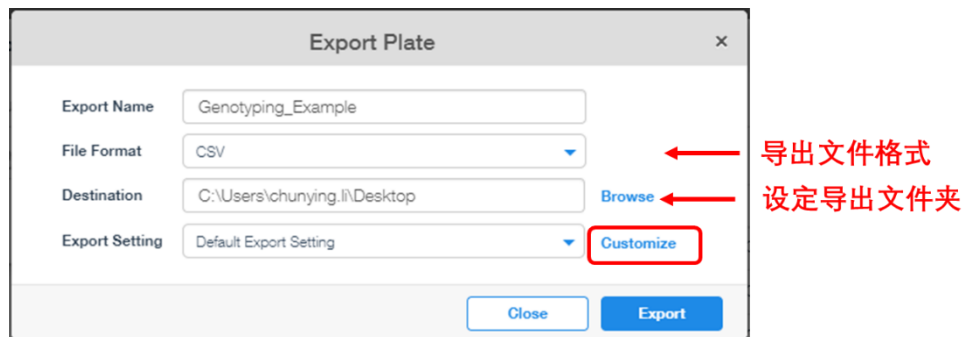 Export Plate ×
Export Name Genotyping_Example
File Format CSV 导出文件格式
Destination C:\Users\chunying.li\Desktop Browse 设定导出文件夹
Export Setting Default Export Setting Customize
Close Export